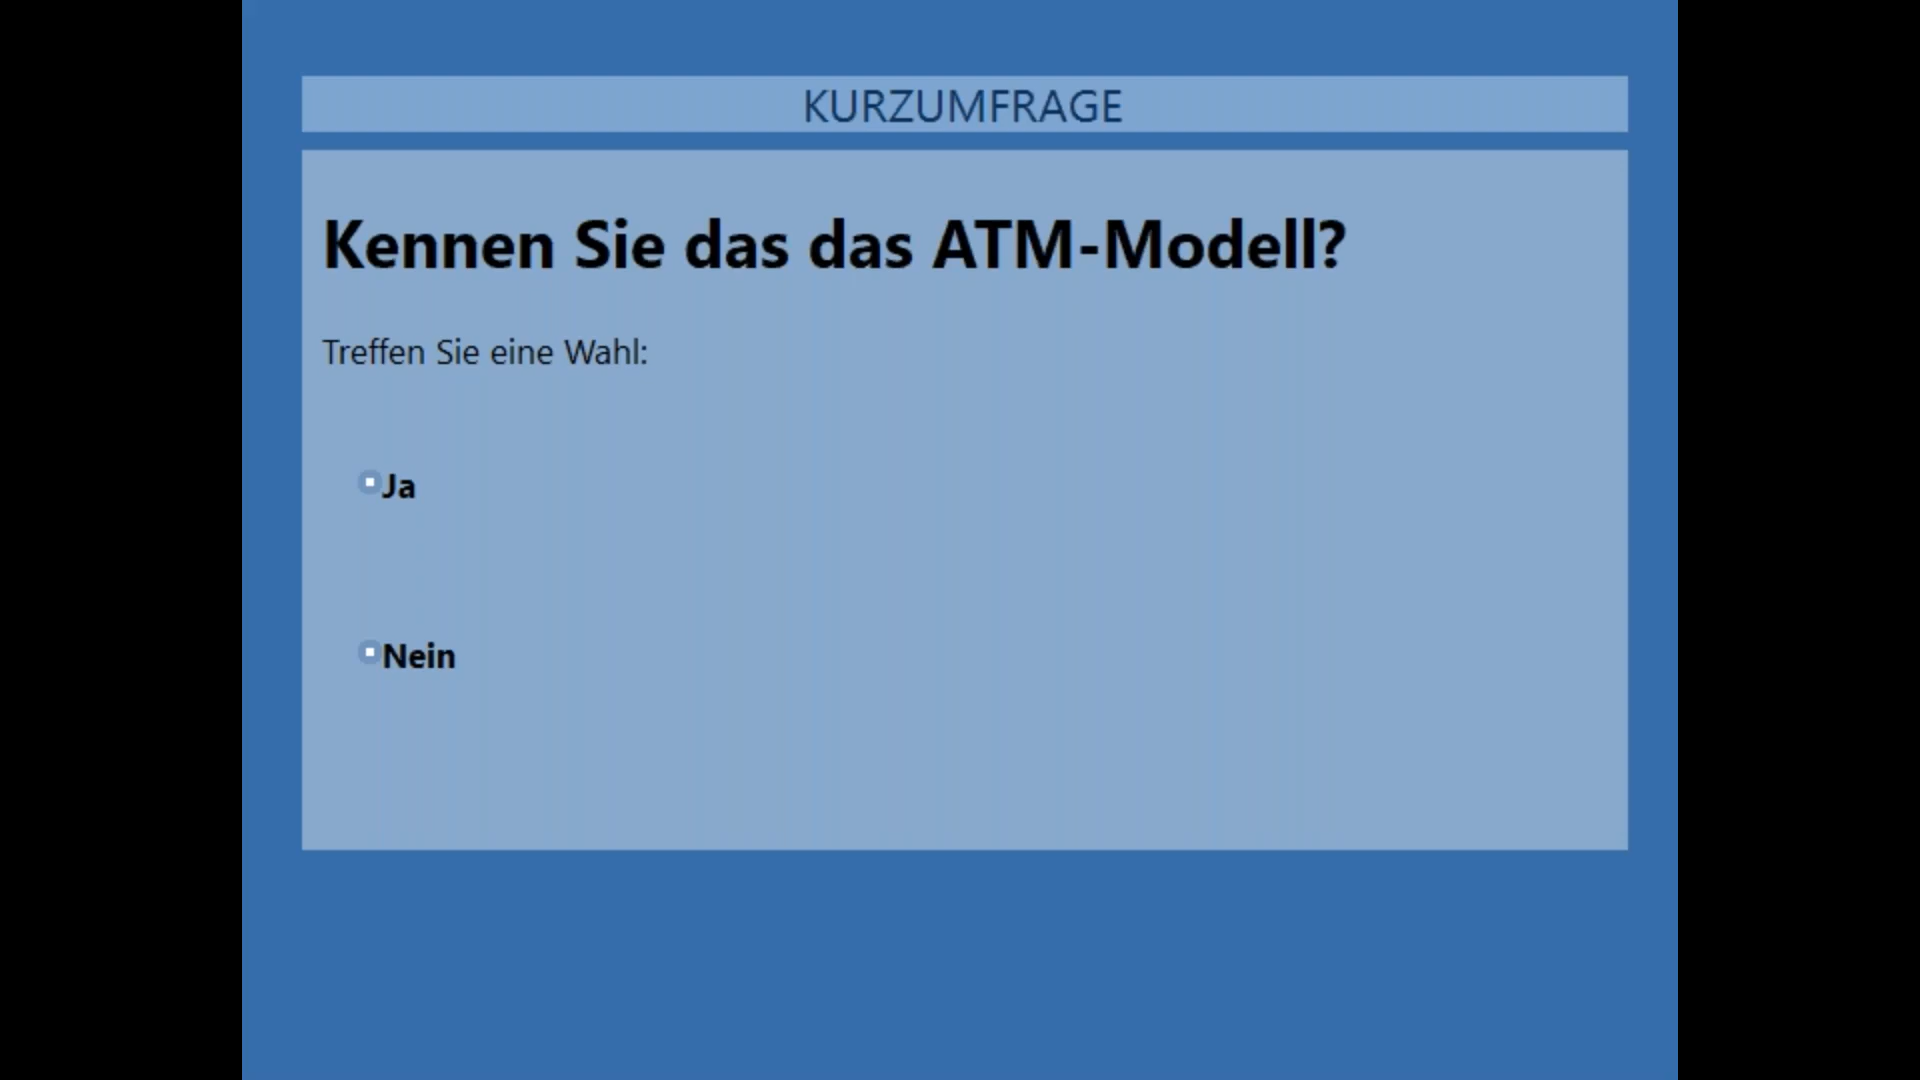 KURZUMFRAGE
Kennen Sie das das ATM-Modell?
Treffen Sie eine Wahl:
Ja
Nein